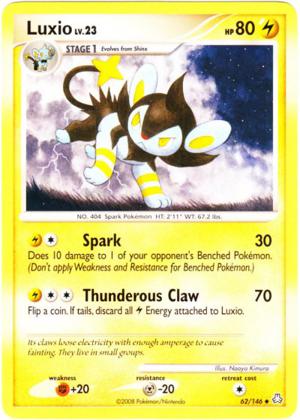 Luxio LV.23 HP 80
STAGE 1 Evolves from Shinx
NO. 404 Spark Pokémon HT: 2'11" WT: 67.2 lbs.
Spark 30
Does 10 damage to 1 of your opponent's Benched Pokémon.
(Don't apply Weakness and Resistance for Benched Pokémon.)
Thunderous Claw 70
Flip a coin. If tails, discard all Energy attached to Luxio.
Its claws loose electricity with enough amperage to cause
fainting. They live in small groups.
Illus. Naoyo Kimura
weakness resistance retreat cost
+20 -20
©2008 Pokémon/Nintendo 62/146